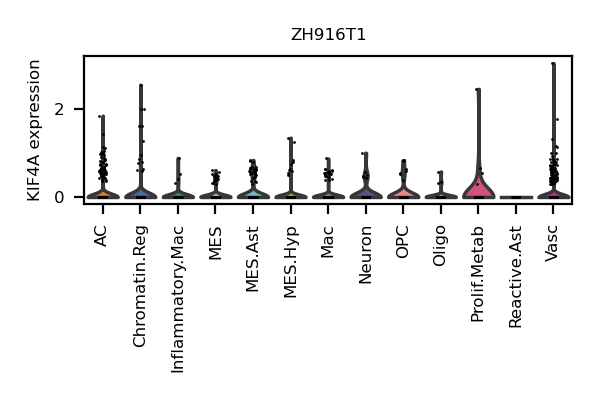 ZH916T1
KIF4A expression
2
0
AC
Chromatin.Reg
Inflammatory.Mac
MES
MES.Ast
MES.Hyp
Mac
Neuron
OPC
Oligo
Prolif.Metab
Reactive.Ast
Vasc